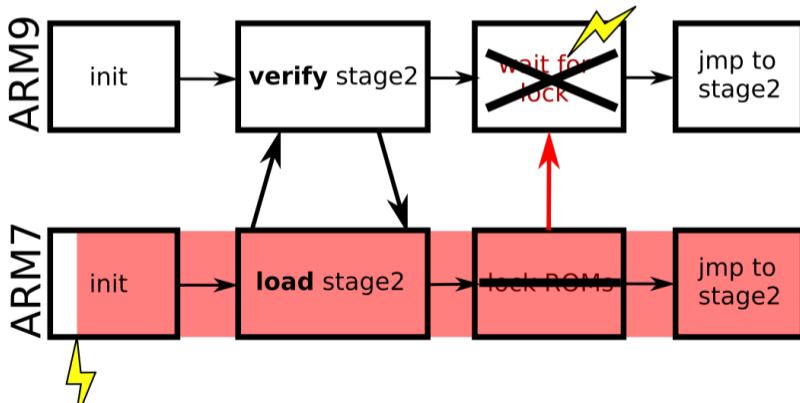 ARM9
init
verify stage2
wait for
lock
jmp to
stage2
ARM7
init
load stage2
lock ROMs
jmp to
stage2